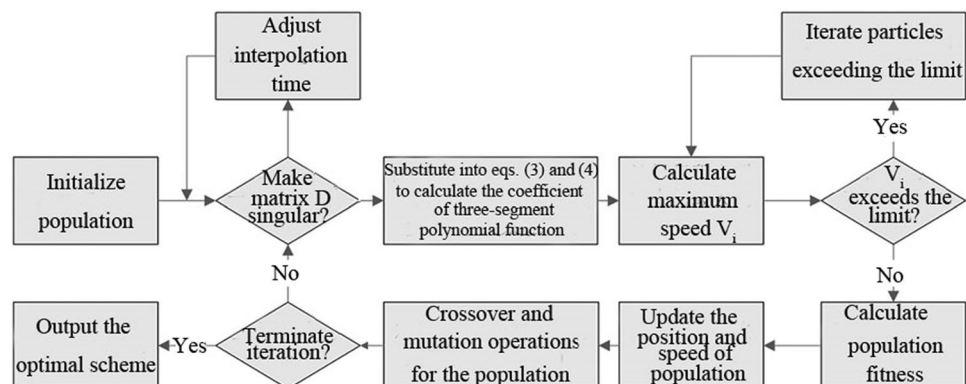 Adjust
interpolation
time
Iterate particles
exceeding the limit
Yes
Initialize
population
Make
matrix D
singular?
Substitute into eqs. (3) and (4)
to calculate the coefficient
of three-segment
polynomial function
Calculate
maximum
speed Vi
Vi
exceeds the
limit?
No
No
Output the
optimal scheme
Yes
Terminate
iteration?
Crossover and
mutation operations
for the population
Update the
position and
speed of
population
Calculate
population
fitness